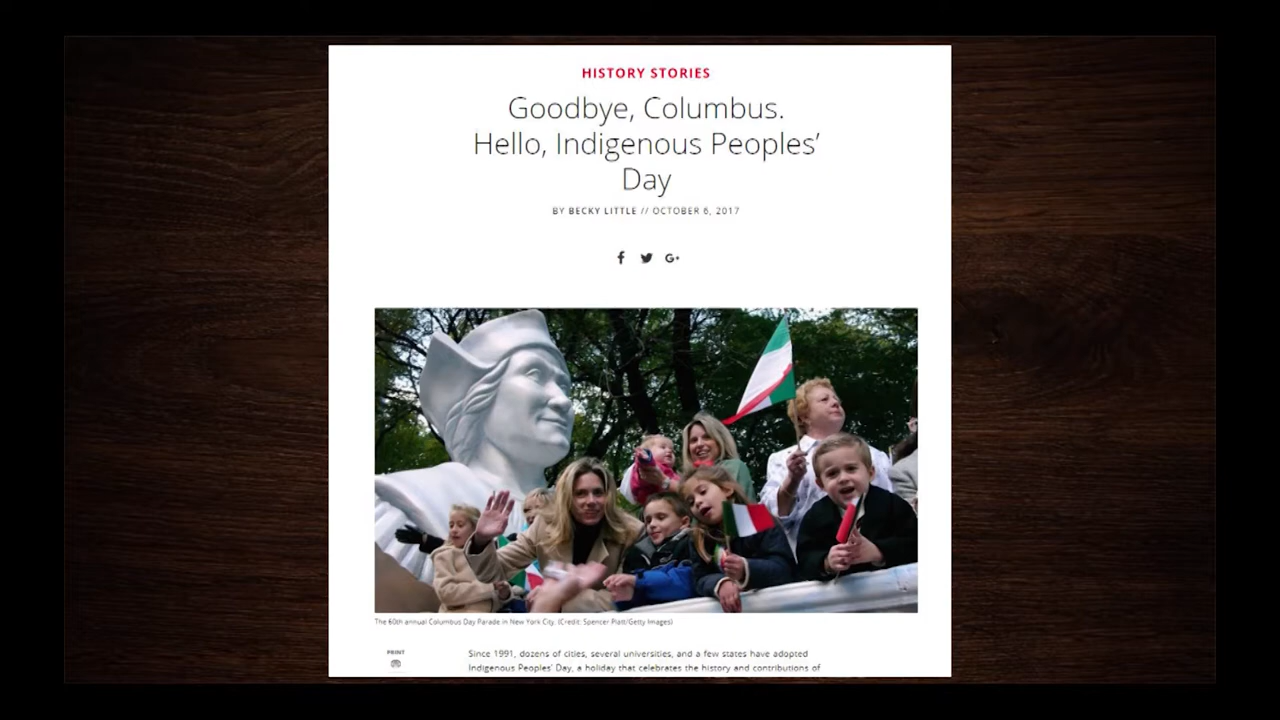 HISTORY STORIES
Goodbye, Columbus.
Hello, Indigenous Peoples’
Day
BY BECKY LITTLE // OCTOBER 6, 2017
The 60th annual Columbus Day Parade in New York City. (Credit: Spencer Platt/Getty Images)
PRINT
Since 1991, dozens of cities, several universities, and a few states have adopted
Indigenous Peoples’ Day, a holiday that celebrates the history and contributions of